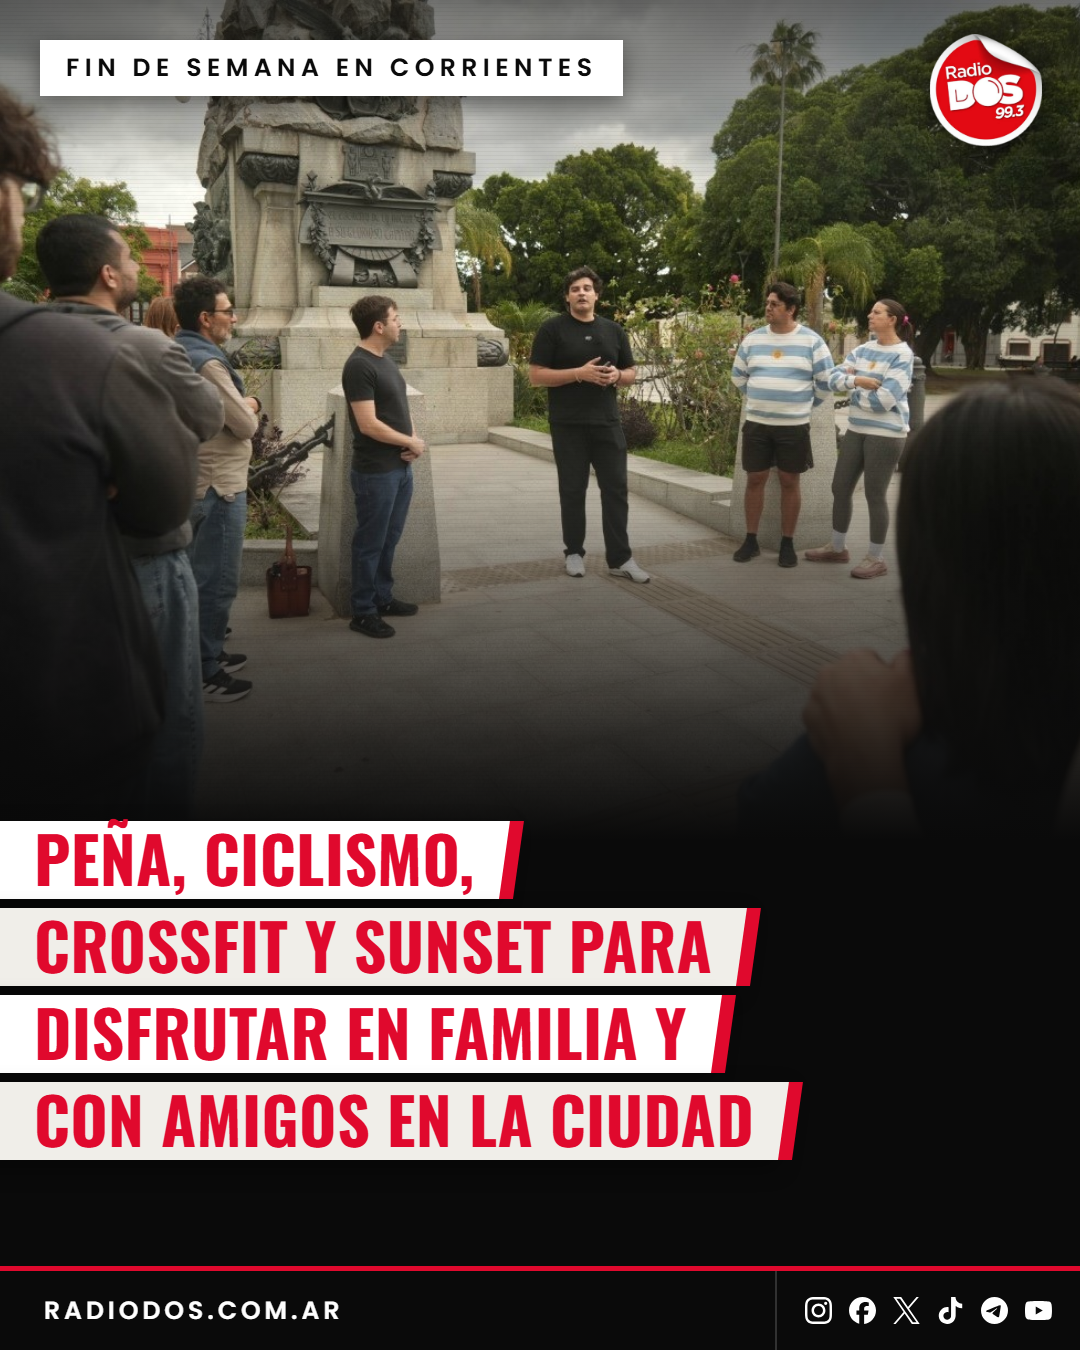 FIN DE SEMANA EN CORRIENTES
Radio
DOS
99.3
PEÑA, CICLISMO,
CROSSFIT Y SUNSET PARA
DISFRUTAR EN FAMILIA Y
CON AMIGOS EN LA CIUDAD
RADIODOS.COM.AR